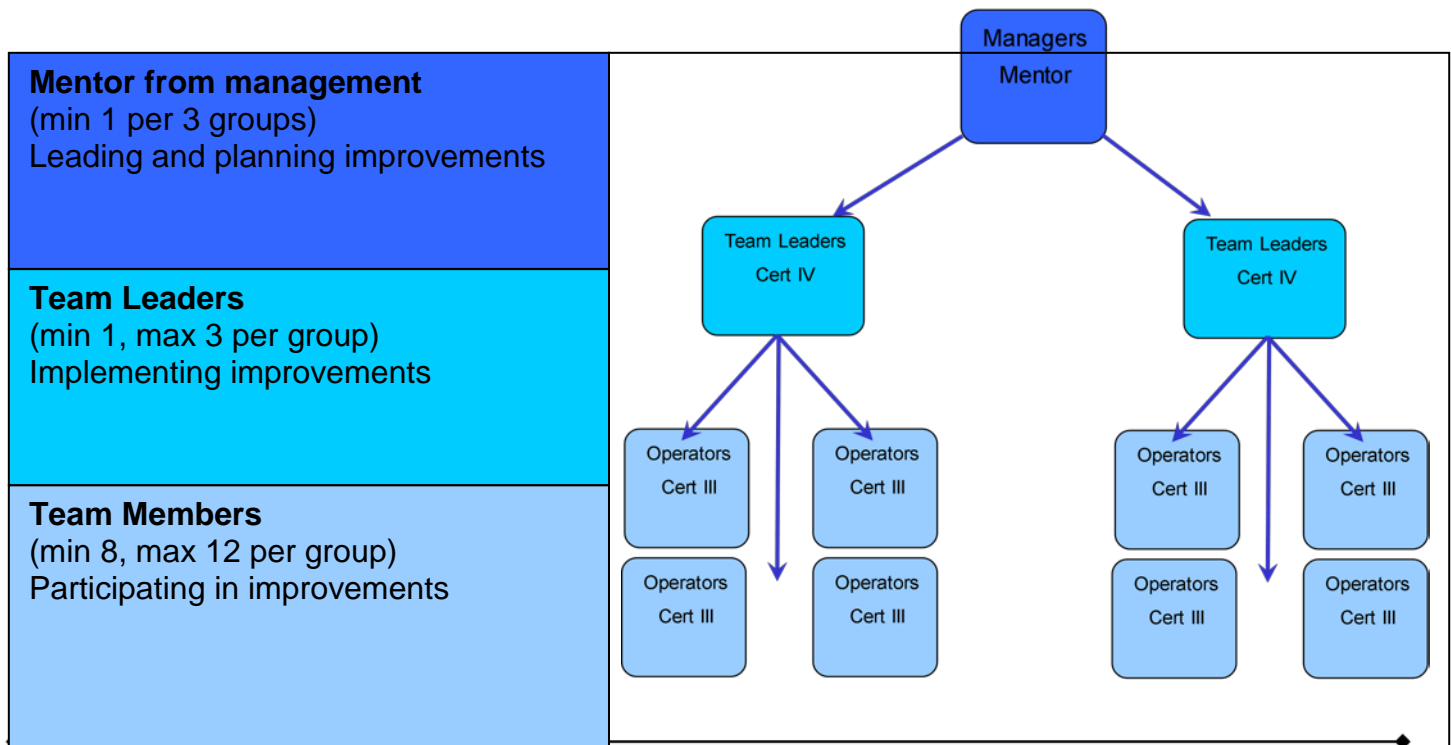 Managers
Mentor
Mentor from management
(min 1 per 3 groups)
Leading and planning improvements
Team Leaders
Cert IV
Team Leaders
Cert IV
Team Leaders
(min 1, max 3 per group)
Implementing improvements
Operators
Cert III
Operators
Cert III
Operators
Cert III
Operators
Cert III
Team Members
(min 8, max 12 per group)
Participating in improvements
Operators
Cert III
Operators
Cert III
Operators
Cert III
Operators
Cert III